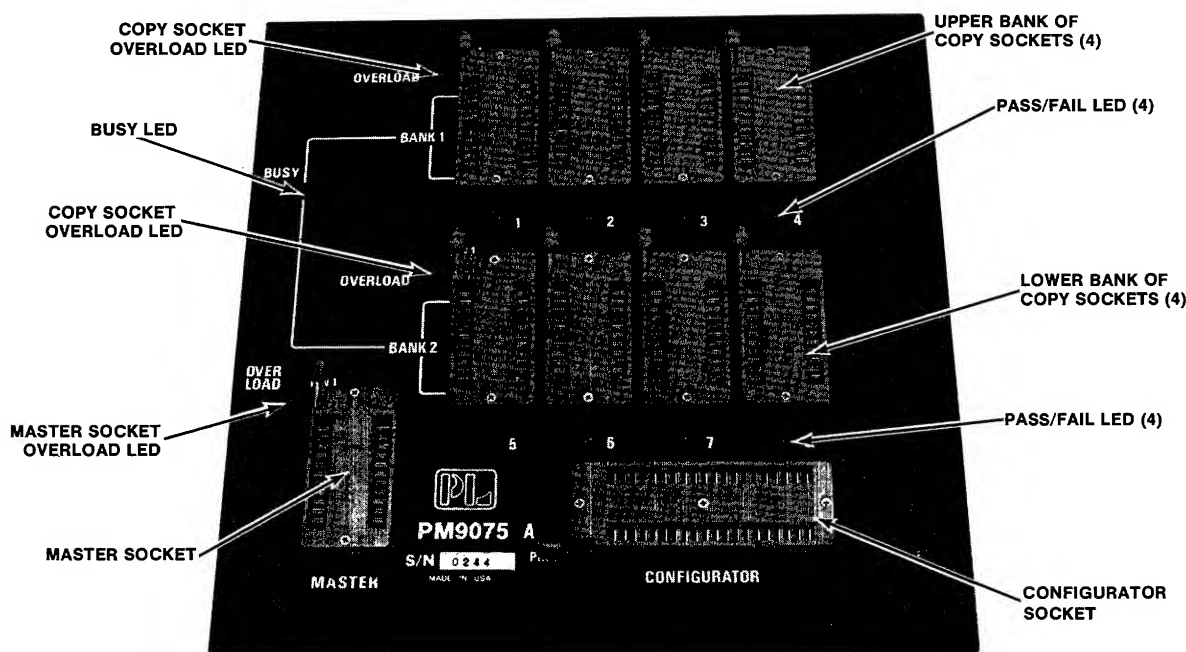 COPY SOCKET
OVERLOAD LED
UPPER BANK OF
COPY SOCKETS (4)
OVERLOAD
PASS/FAIL LED (4)
BUSY LED
BANK 1
BUSY
COPY SOCKET
OVERLOAD LED
1
2
3
4
OVERLOAD
LOWER BANK OF
COPY SOCKETS (4)
BANK 2
OVER
LOAD
MASTER SOCKET
OVERLOAD LED
PASS/FAIL LED (4)
5
6
7
PL
PM9075 A
MASTER SOCKET
S/N 0244
MADE IN USA
MASTER
CONFIGURATOR
CONFIGURATOR
SOCKET